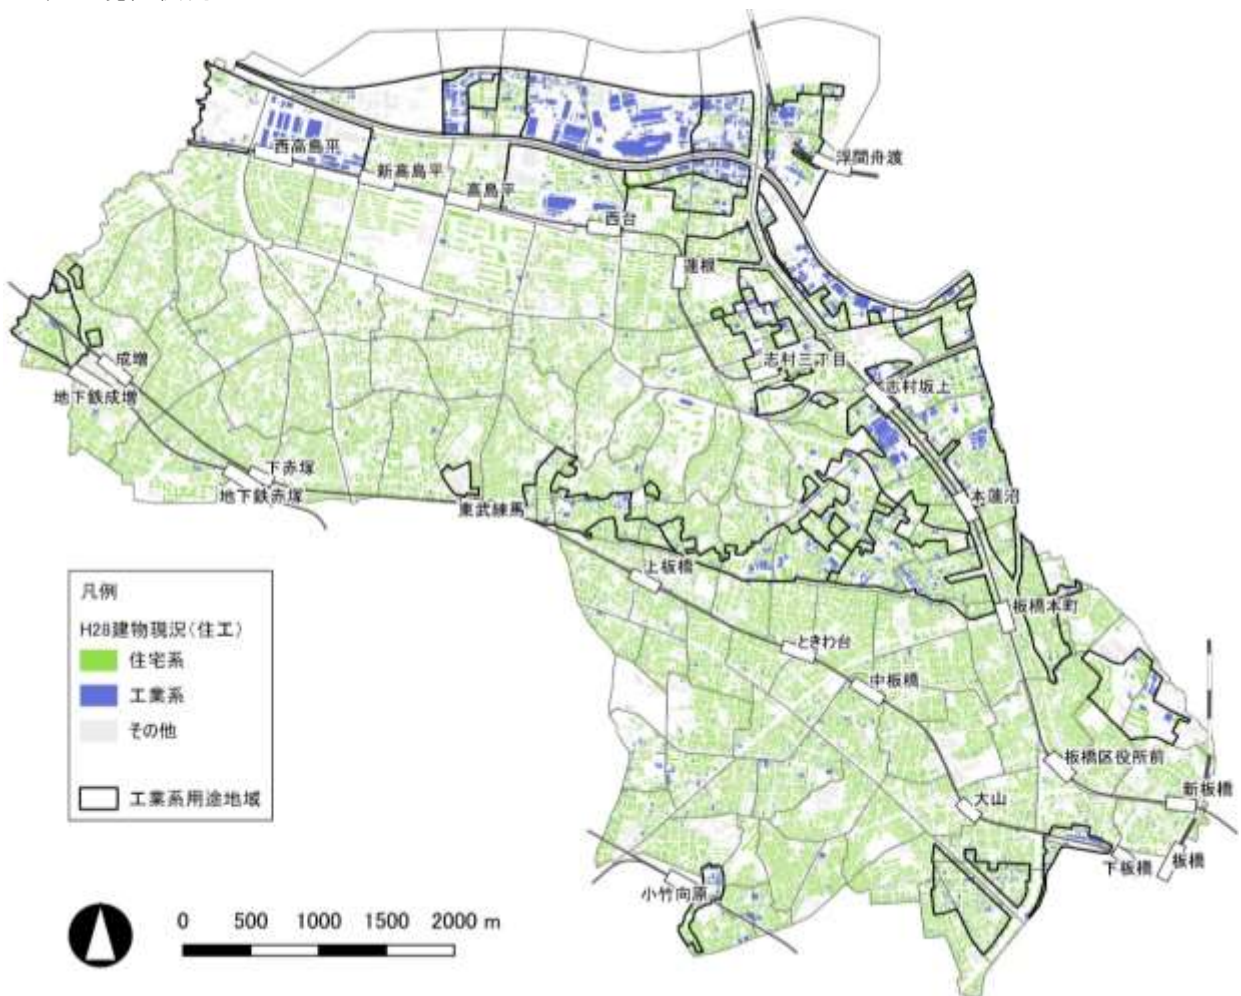 西高島平
新高島平
高島平
西台
浮間舟渡
蓮根
志村三丁目
志村坂上
成増
地下鉄成増
下赤塚
地下鉄赤塚
東武練馬
本蓮沼
上板橋
板橋本町
ときわ台
中板橋
板橋区役所前
新板橋
大山
下板橋
板橋
小竹向原
凡例
H28建物現況(住工)
住宅系
工業系
その他
工業系用途地域
0 500 1000 1500 2000 m